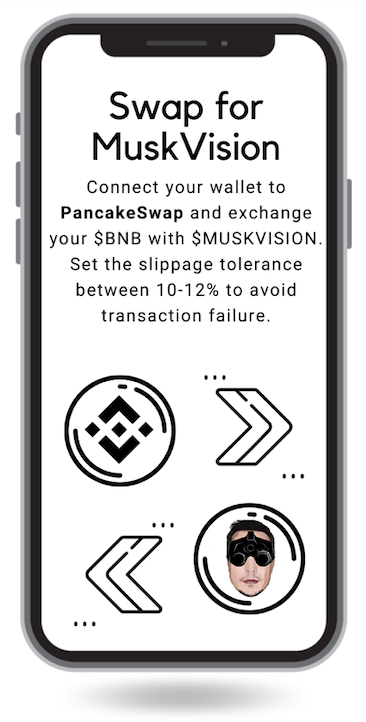 Swap for
MuskVision
Connect your wallet to
PancakeSwap and exchange
your $BNB with $MUSKVISION.
Set the slippage tolerance
between 10-12% to avoid
transaction failure.